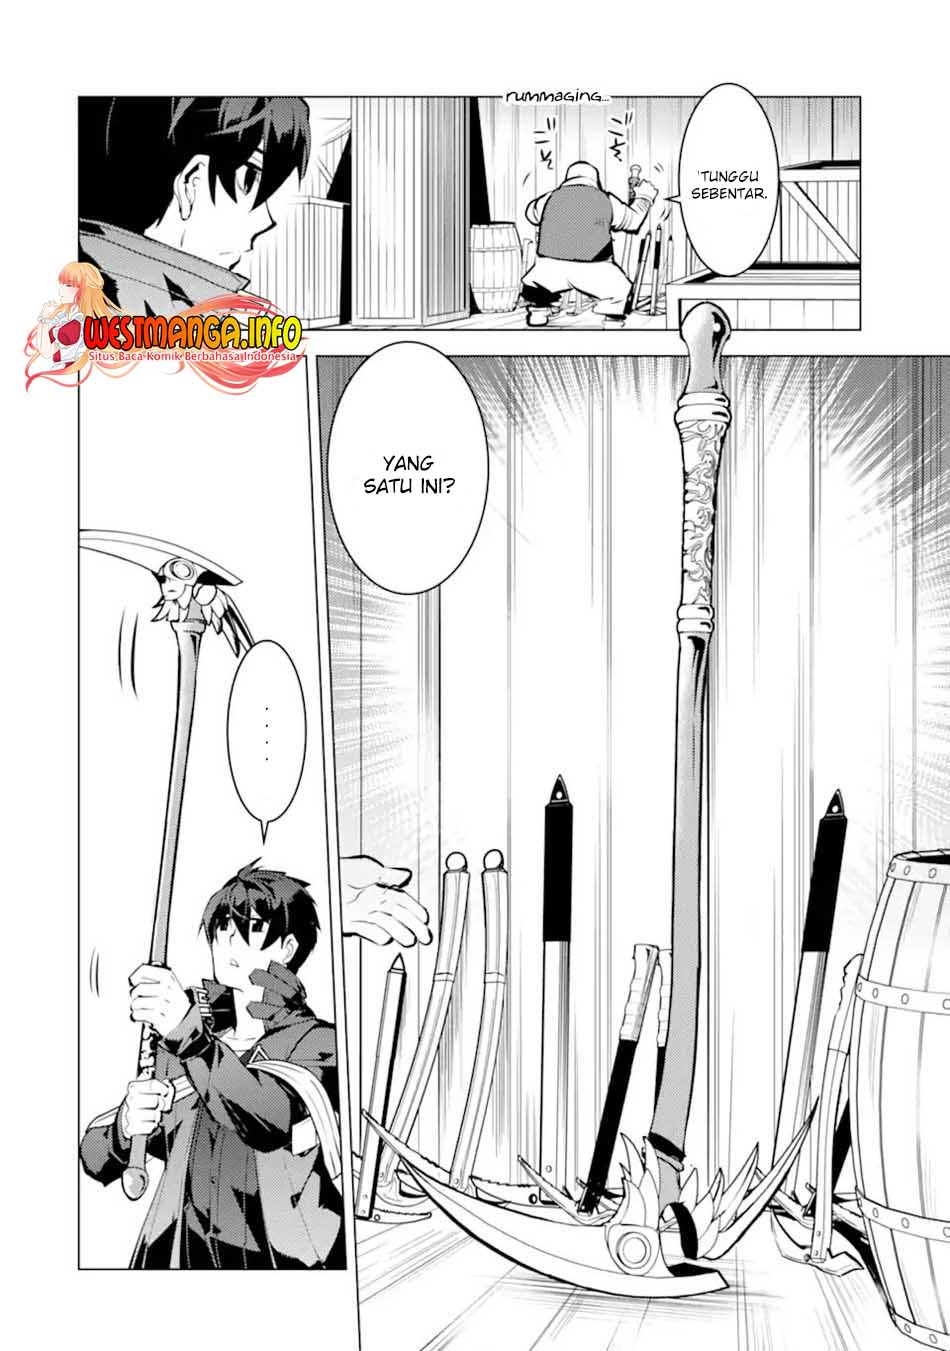 rummaging...
TUNGGU
SEBENTAR.
WESTMANGA.INFO
Situs Baca Komik Berbahasa Indonesia
YANG
SATU INI?
. . . .